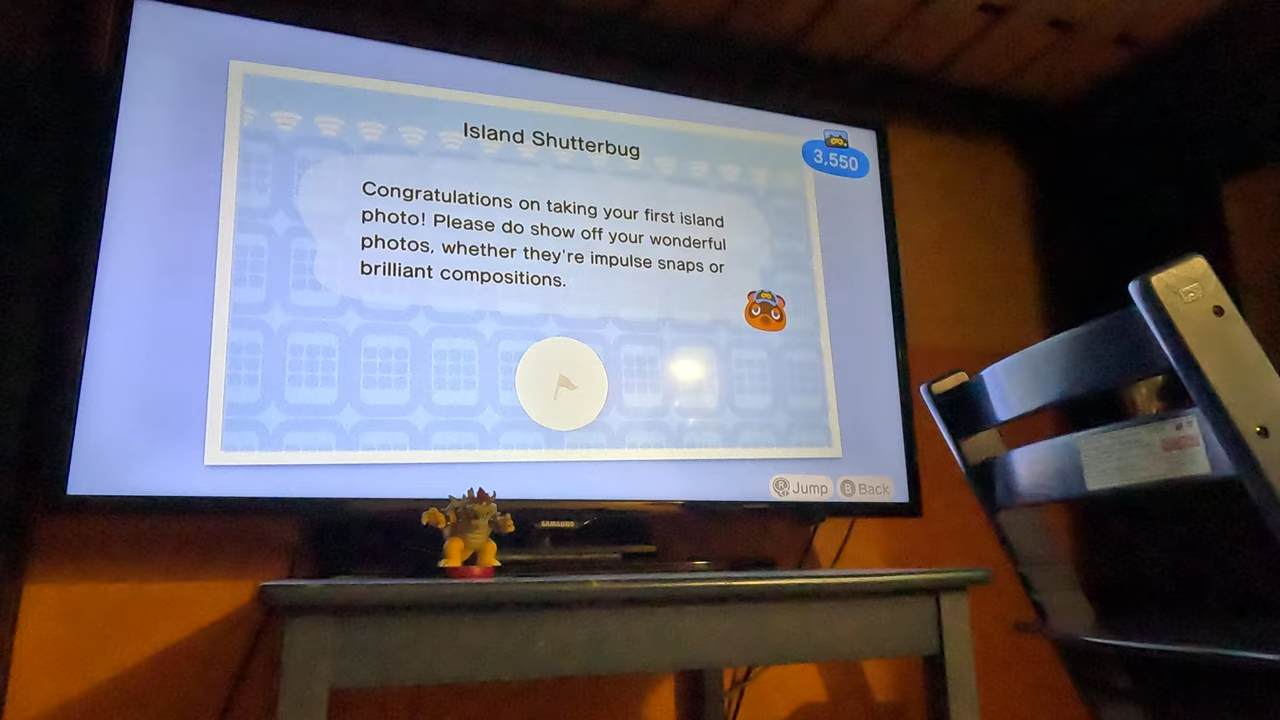 Island Shutterbug
3,550
Congratulations on taking your first island
photo! Please do show off your wonderful
photos, whether they're impulse snaps or
brilliant compositions.
R Jump B Back
SAMSUNG